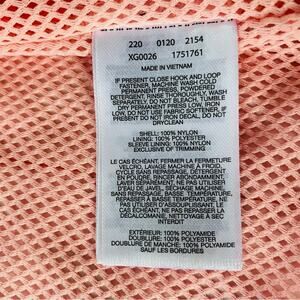 220 0120 2154
XG0026 1751761
MADE IN VIETNAM
IF PRESENT CLOSE HOOK AND LOOP
FASTENER, MACHINE WASH COLD
PERMANENT PRESS, POWDERED
DETERGENT, RINSE THOROUGHLY, WASH
SEPARATELY, DO NOT BLEACH, TUMBLE
DRY PERMANENT PRESS LOW, IRON
LOW, DO NOT USE FABRIC SOFTENER, IF
PRESENT DO NOT IRON DECAL, DO NOT
DRYCLEAN
SHELL: 100% NYLON
LINING: 100% POLYESTER
SLEEVE LINING: 100% NYLON
EXCLUSIVE OF TRIMMING
LE CAS ÉCHÉANT, FERMER LA FERMETURE
VELCRO, LAVAGE MACHINE À FROID,
CYCLE SANS REPASSAGE, DÉTERGENT
EN POUDRE, RINCER ABONDAMMENT,
LAVER SÉPARÉMENT, NE PAS UTILISER
D'EAU DE JAVEL, SÉCHAGE MACHINE,
SANS REPASSAGE, BASSE TEMPÉRATURE,
REPASSER À BASSE TEMPÉRATURE, NE
PAS UTILISER D'ASSOUPLISSANT, LE
CAS ÉCHÉANT, NE PAS REPASSER LA
DÉCALCOMANIE, NETTOYAGE À SEC
INTERDIT
EXTÉRIEUR: 100% POLYAMIDE
DOUBLURE: 100% POLYESTER
DOUBLURE DE MANCHE: 100% POLYAMIDE
SAUF LES BORDURES